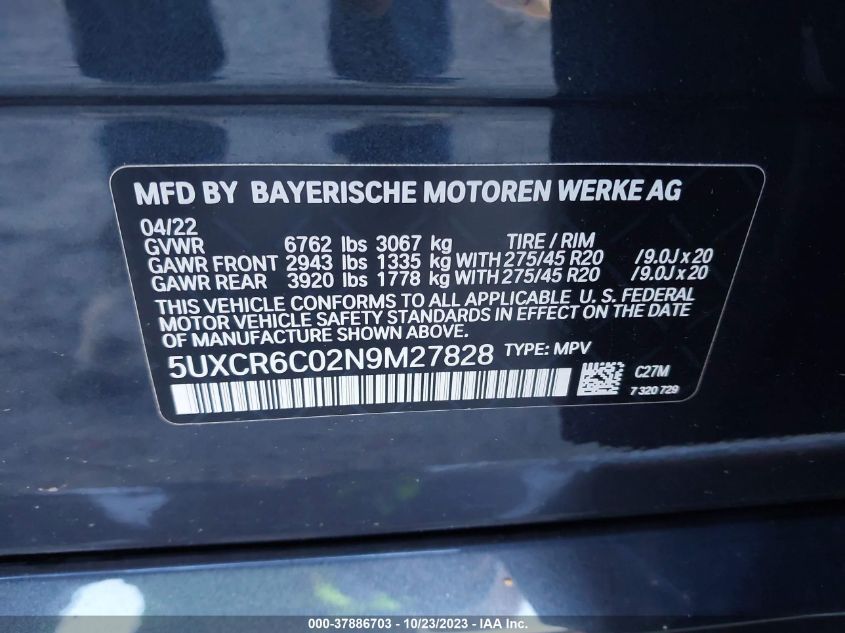 MFD BY BAYERISCHE MOTOREN WERKE AG
04/22
GVWR 6762 lbs 3067 kg TIRE / RIM
GAWR FRONT 2943 lbs 1335 kg WITH 275/45 R20 /9.0J x 20
GAWR REAR 3920 lbs 1778 kg WITH 275/45 R20 /9.0J x 20
THIS VEHICLE CONFORMS TO ALL APPLICABLE U. S. FEDERAL
MOTOR VEHICLE SAFETY STANDARDS IN EFFECT ON THE DATE
OF MANUFACTURE SHOWN ABOVE.
5UXCR6C02N9M27828 TYPE: MPV
C27M
7 320 729
000-37886703 - 10/23/2023 - IAA Inc.